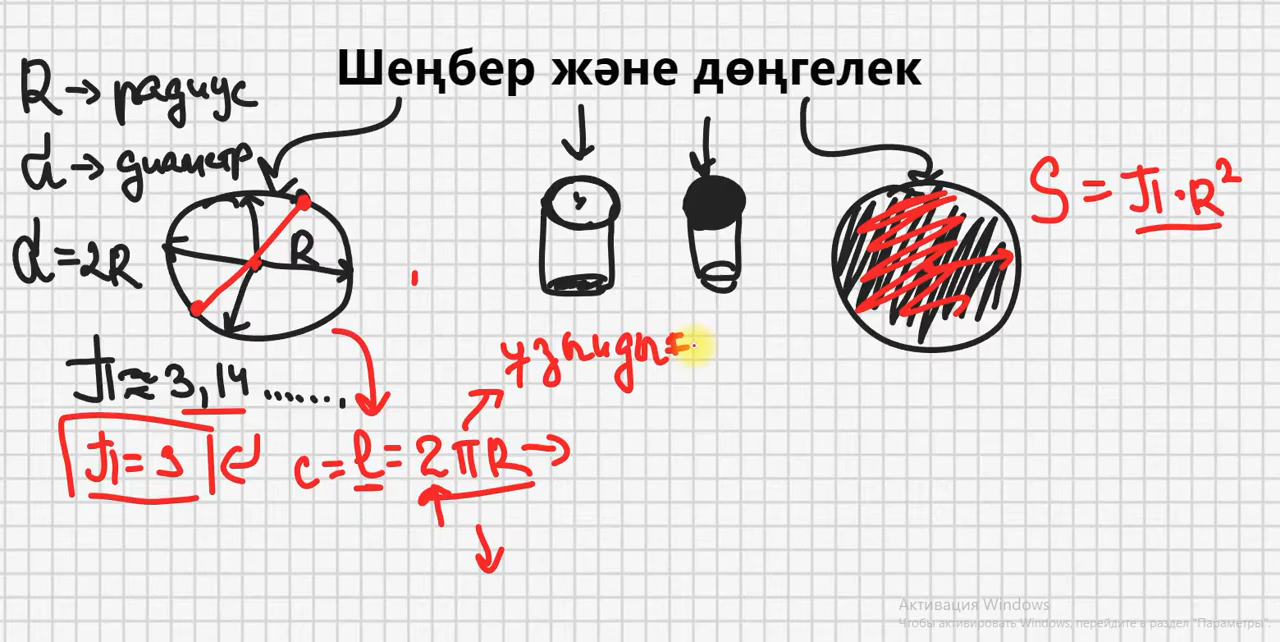 Шеңбер және дөңгелек
R → радиус
d → диаметр
d = 2R
R
S = π · R²
π ≈ 3,14 .......
π = 3
c = l = 2πR →
Активация Windows
Чтобы активировать Windows, перейдите в раздел "Параметры".